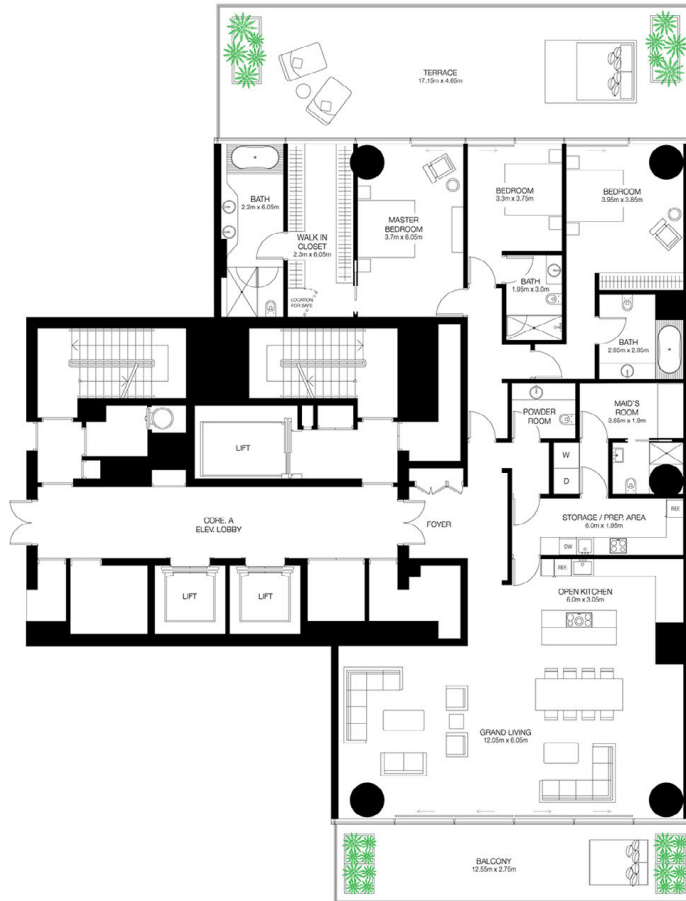 TERRACE
17.15m x 4.65m
BATH
2.2m x 6.05m
WALK IN
CLOSET
2.3m x 6.05m
LOCATION
FOR SAFE
MASTER
BEDROOM
3.7m x 6.05m
BEDROOM
3.3m x 3.75m
BEDROOM
3.95m x 3.85m
BATH
1.95m x 3.0m
BATH
2.95m x 2.95m
POWDER
ROOM
MAID'S
ROOM
3.65m x 1.9m
LIFT
W
D
CORE. A
ELEV. LOBBY
FOYER
STORAGE / PREP. AREA
6.0m x 1.95m
REF.
DW
REF.
LIFT
LIFT
OPEN KITCHEN
6.0m x 3.05m
GRAND LIVING
12.05m x 6.05m
BALCONY
12.55m x 2.75m